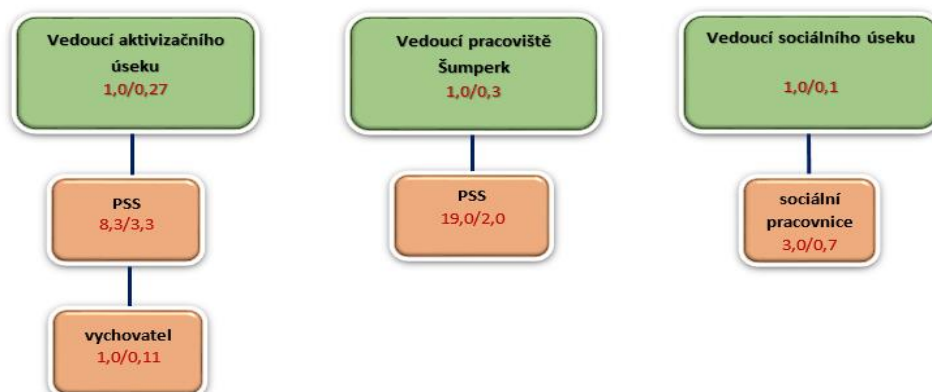 Vedoucí aktivizačního
úseku
1,0/0,27
Vedoucí pracoviště
Šumperk
1,0/0,3
Vedoucí sociálního úseku
1,0/0,1
PSS
8,3/3,3
PSS
19,0/2,0
sociální
pracovnice
3,0/0,7
vychovatel
1,0/0,11